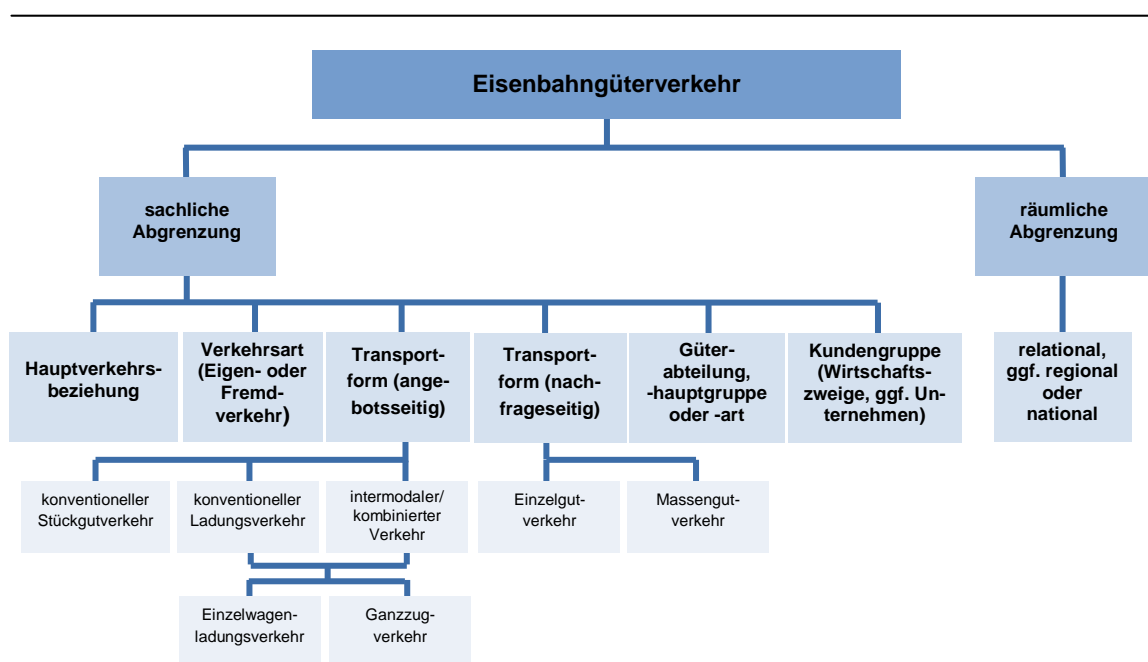 Eisenbahngüterverkehr
sachliche
Abgrenzung
räumliche
Abgrenzung
Hauptverkehrs-
beziehung
Verkehrsart
(Eigen- oder
Fremd-
verkehr)
Transport-
form (ange-
botsseitig)
Transport-
form (nach-
frageseitig)
Güter-
abteilung,
-hauptgruppe
oder -art
Kundengruppe
(Wirtschafts-
zweige, ggf. Un-
ternehmen)
relational,
ggf. regional
oder
national
konventioneller
Stückgutverkehr
konventioneller
Ladungsverkehr
intermodaler/
kombinierter
Verkehr
Einzelgut-
verkehr
Massengut-
verkehr
Einzelwagen-
ladungsverkehr
Ganzzug-
verkehr